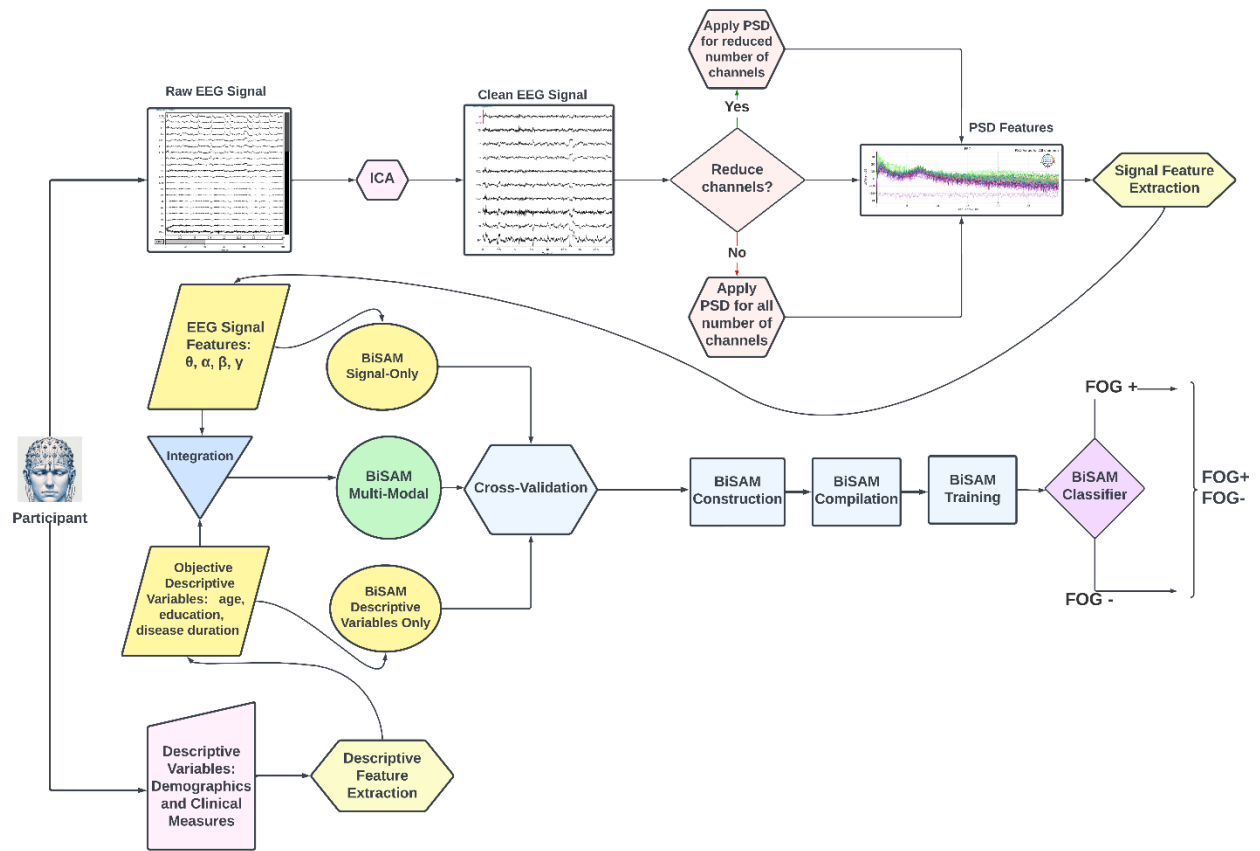 Apply PSD
for reduced
number of
channels
Raw EEG Signal
Clean EEG Signal
Yes
PSD Features
ICA
Reduce
channels?
Signal Feature
Extraction
No
Apply
PSD for all
number of
channels
EEG Signal
Features:
θ, α, β, γ
BiSAM
Signal-Only
FOG +
Integration
BiSAM
Multi-Modal
Cross-Validation
BiSAM
Construction
BiSAM
Compilation
BiSAM
Training
BiSAM
Classifier
FOG+
FOG-
Participant
Objective
Descriptive
Variables: age,
education,
disease duration
BiSAM
Descriptive
Variables Only
FOG -
Descriptive
Variables:
Demographics
and Clinical
Measures
Descriptive
Feature
Extraction